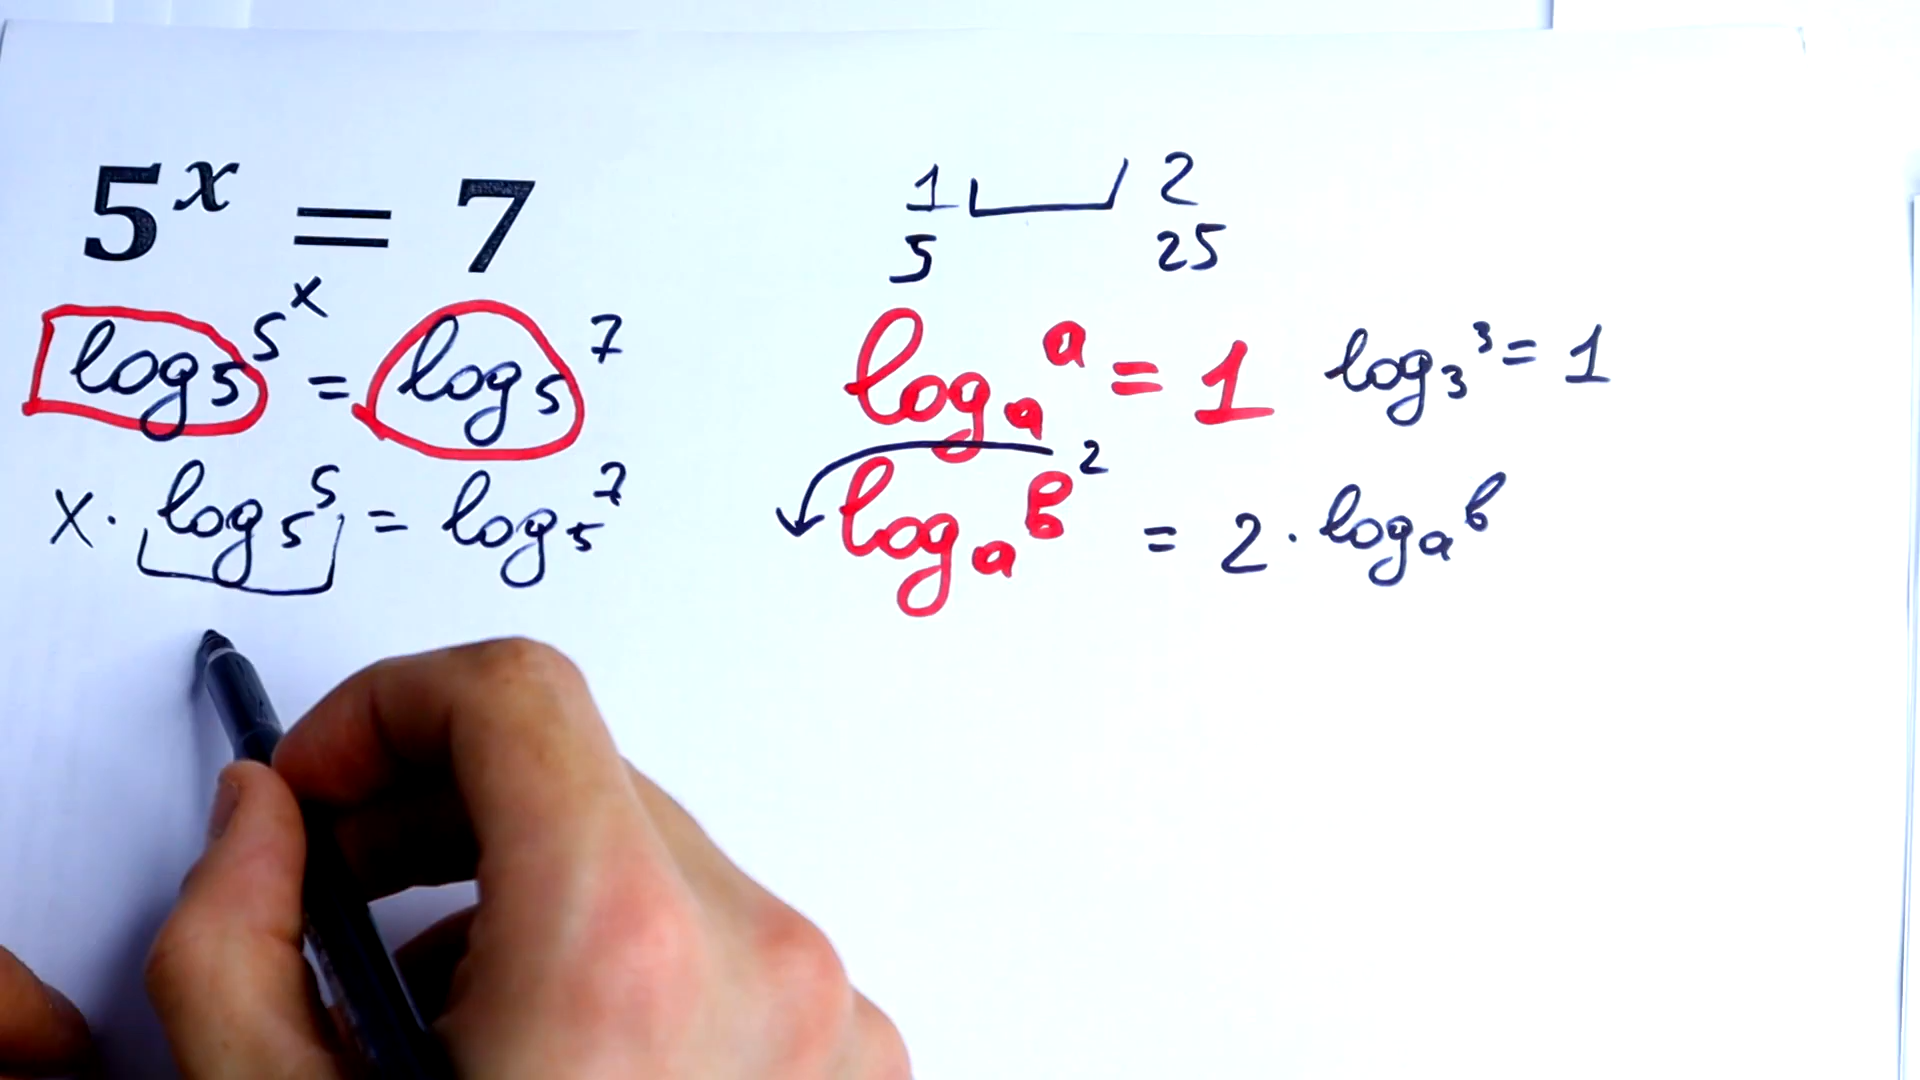 5^x = 7
log₅ 5^x = log₅ 7
x · log₅ 5 = log₅ 7
1 2
5 25
logₐ a = 1 log₃ 3 = 1
logₐ b² = 2 · logₐ b